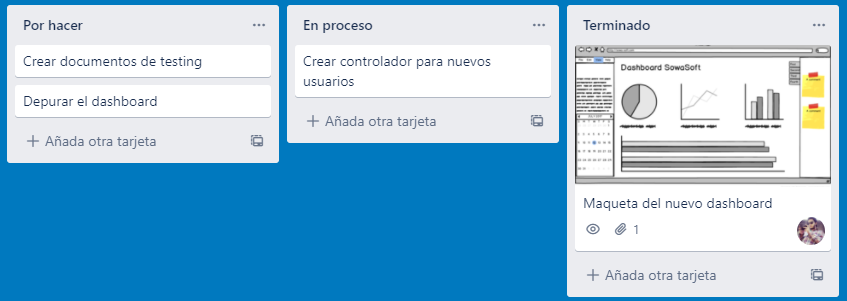 Por hacer
Crear documentos de testing
Depurar el dashboard
Añada otra tarjeta
En proceso
Crear controlador para nuevos
usuarios
Añada otra tarjeta
Terminado
Dashboard SowaSoft
Maqueta del nuevo dashboard
1
Añada otra tarjeta